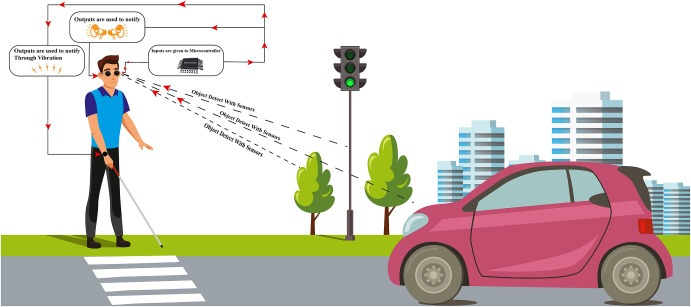 Outputs are used to notify
Outputs are used to notify
Through Vibration
Inputs are given to Microcontroller
Object Detect With Sensors
Object Detect With Sensors
Object Detect With Sensors